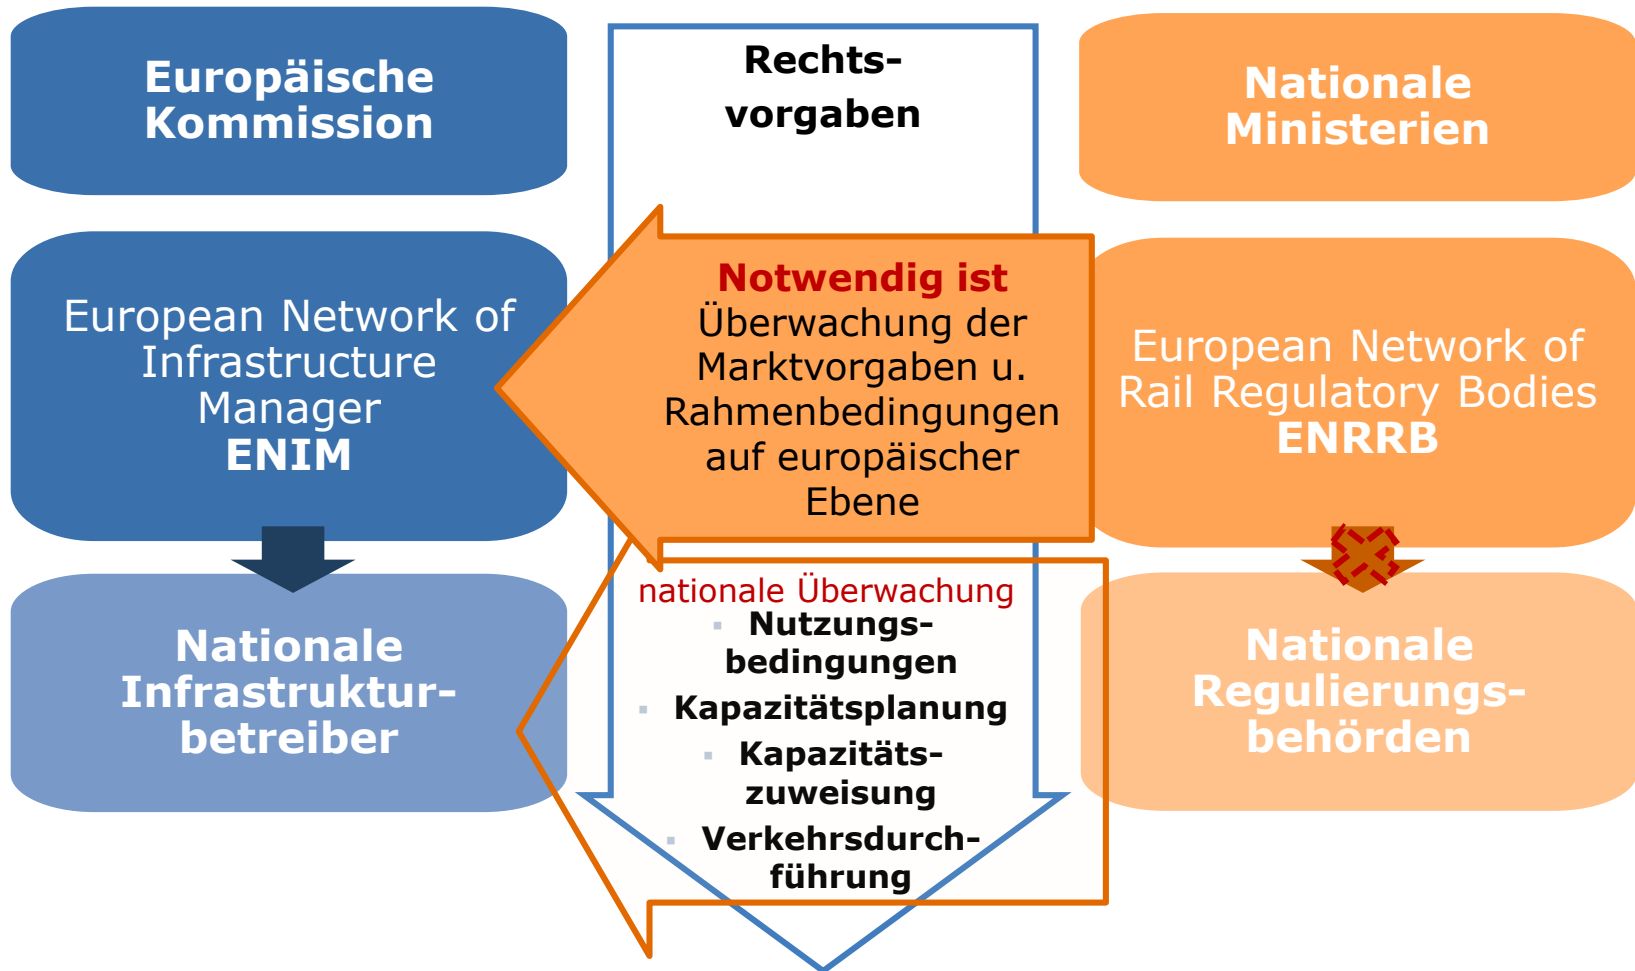 Europäische
Kommission
Rechts-
vorgaben
Nationale
Ministerien
European Network of
Infrastructure
Manager
ENIM
Notwendig ist
Überwachung der
Marktvorgaben u.
Rahmenbedingungen
auf europäischer
Ebene
European Network of
Rail Regulatory Bodies
ENRRB
Nationale
Infrastruktur-
betreiber
nationale Überwachung
▪ Nutzungs-
bedingungen
▪ Kapazitätsplanung
▪ Kapazitäts-
zuweisung
▪ Verkehrsdurch-
führung
Nationale
Regulierungs-
behörden